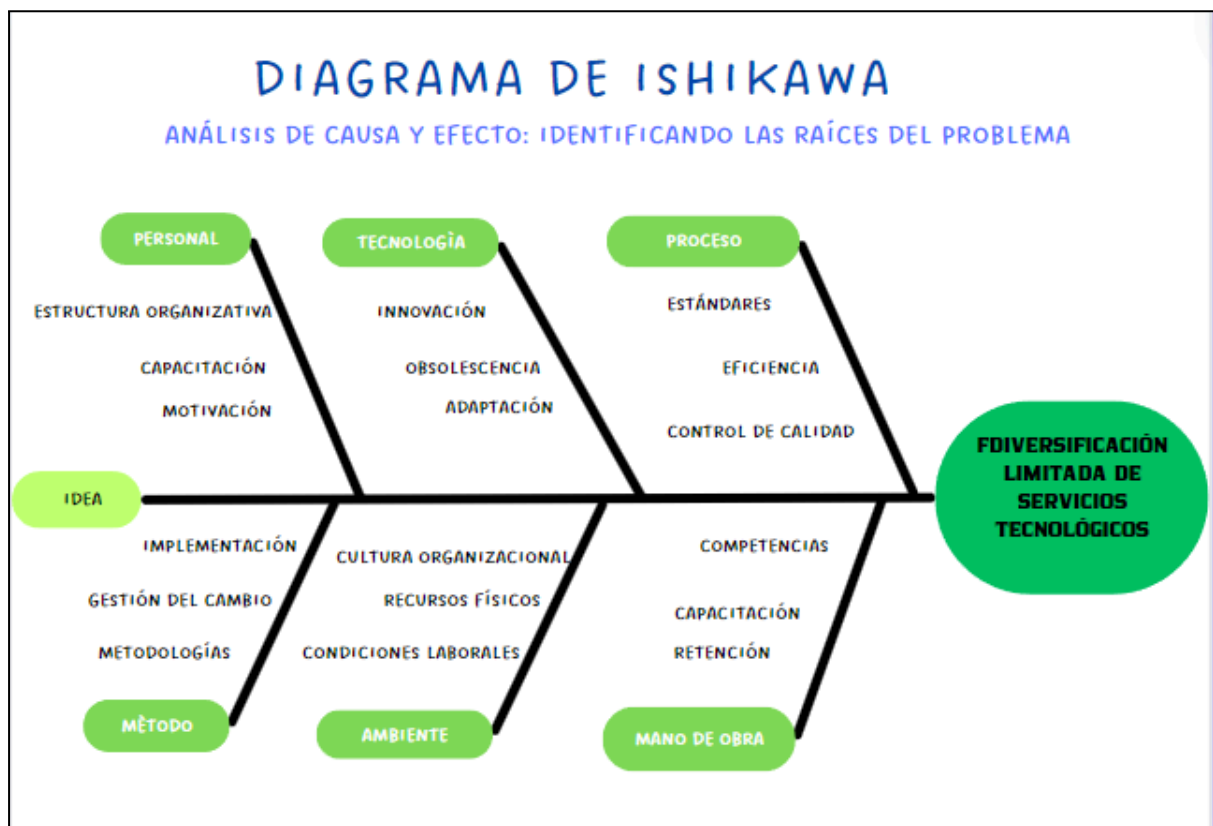 DIAGRAMA DE ISHIKAWA
ANÁLISIS DE CAUSA Y EFECTO: IDENTIFICANDO LAS RAÍCES DEL PROBLEMA
PERSONAL
ESTRUCTURA ORGANIZATIVA
CAPACITACIÓN
MOTIVACIÓN
TECNOLOGÌA
INNOVACIÓN
OBSOLESCENCIA
ADAPTACIÓN
PROCESO
ESTÁNDARES
EFICIENCIA
CONTROL DE CALIDAD
IDEA
FDIVERSIFICACIÓN
LIMITADA DE
SERVICIOS
TECNOLÓGICOS
IMPLEMENTACIÓN
GESTIÓN DEL CAMBIO
METODOLOGÍAS
MÈTODO
CULTURA ORGANIZACIONAL
RECURSOS FÍSICOS
CONDICIONES LABORALES
AMBIENTE
COMPETENCIAS
CAPACITACIÓN
RETENCIÓN
MANO DE OBRA